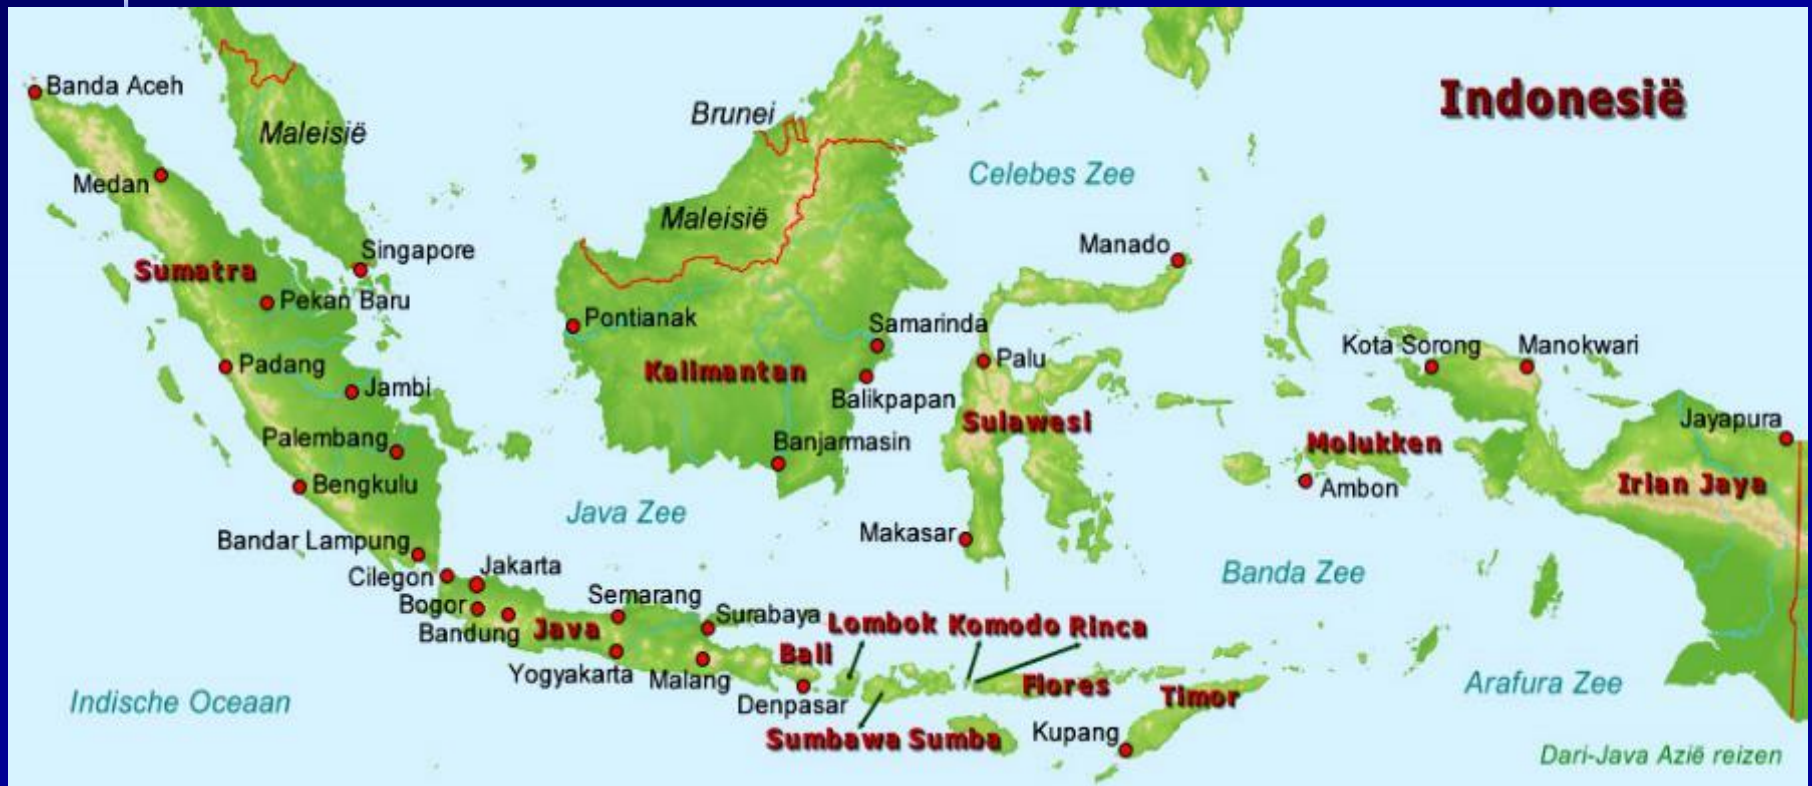 Indonesië
Banda Aceh
Brunei
Maleisië
Celebes Zee
Medan
Maleisië
Manado
Singapore
Sumatra
Pekan Baru
Pontianak
Samarinda
Kota Sorong
Manokwari
Padang
Palu
Kalimantan
Jambi
Balikpapan
Sulawesi
Jayapura
Palembang
Banjarmasin
Molukken
Bengkulu
Ambon
Irian Jaya
Java Zee
Makasar
Bandar Lampung
Banda Zee
Cilegon
Jakarta
Bogor
Semarang
Surabaya
Lombok
Komodo
Rinca
Bandung
Java
Bali
Yogyakarta
Malang
Flores
Timor
Arafura Zee
Indische Oceaan
Denpasar
Sumbawa
Sumba
Kupang
Dari-Java Azië reizen